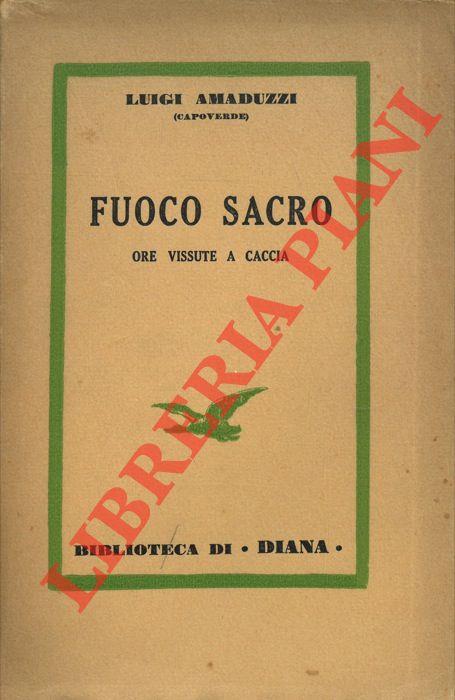 LUIGI AMADUZZI
(CAPOVERDE)
FUOCO SACRO
ORE VISSUTE A CACCIA
BIBLIOTECA DI • DIANA •
LIBRERIA PIANI